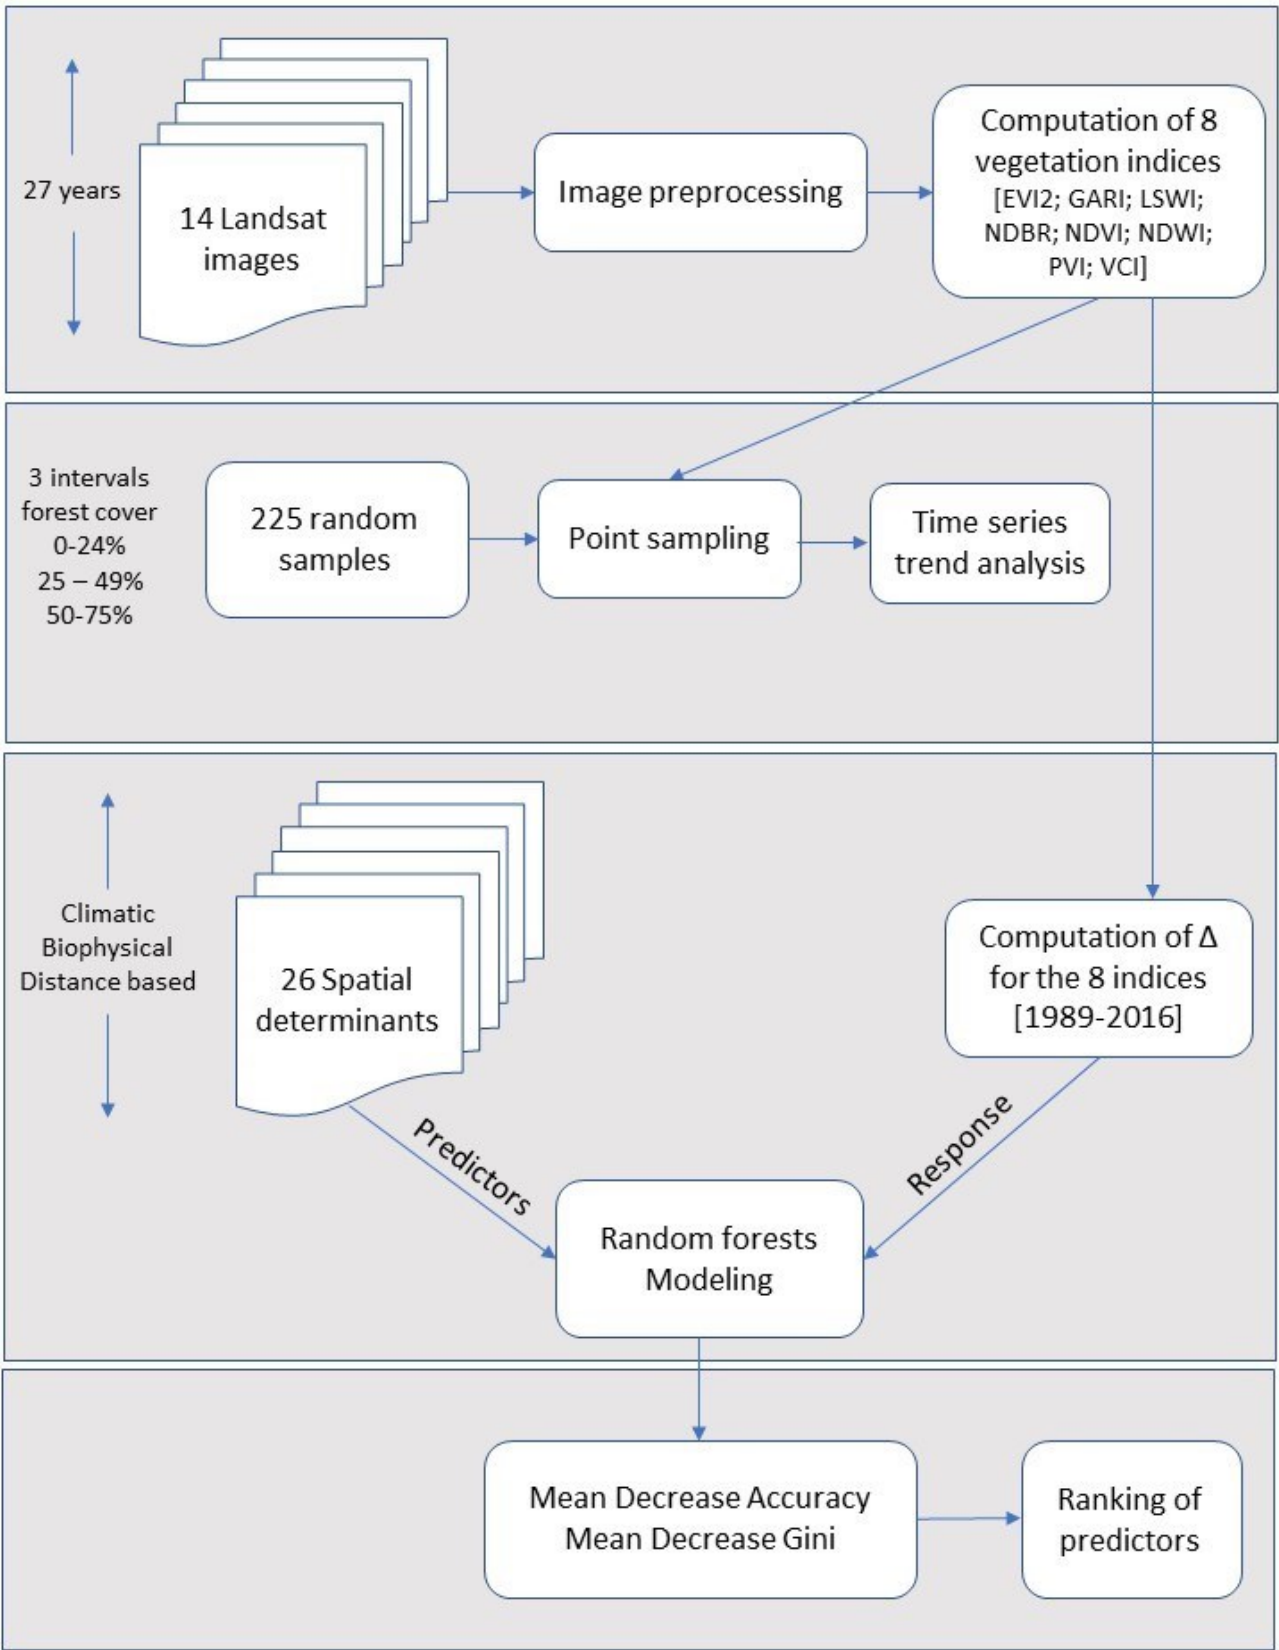 27 years
14 Landsat
images
Image preprocessing
Computation of 8
vegetation indices
[EVI2; GARI; LSWI;
NDBR; NDVI; NDWI;
PVI; VCI]
3 intervals
forest cover
0-24%
25 – 49%
50-75%
225 random
samples
Point sampling
Time series
trend analysis
Climatic
Biophysical
Distance based
26 Spatial
determinants
Computation of Δ
for the 8 indices
[1989-2016]
Predictors
Response
Random forests
Modeling
Mean Decrease Accuracy
Mean Decrease Gini
Ranking of
predictors